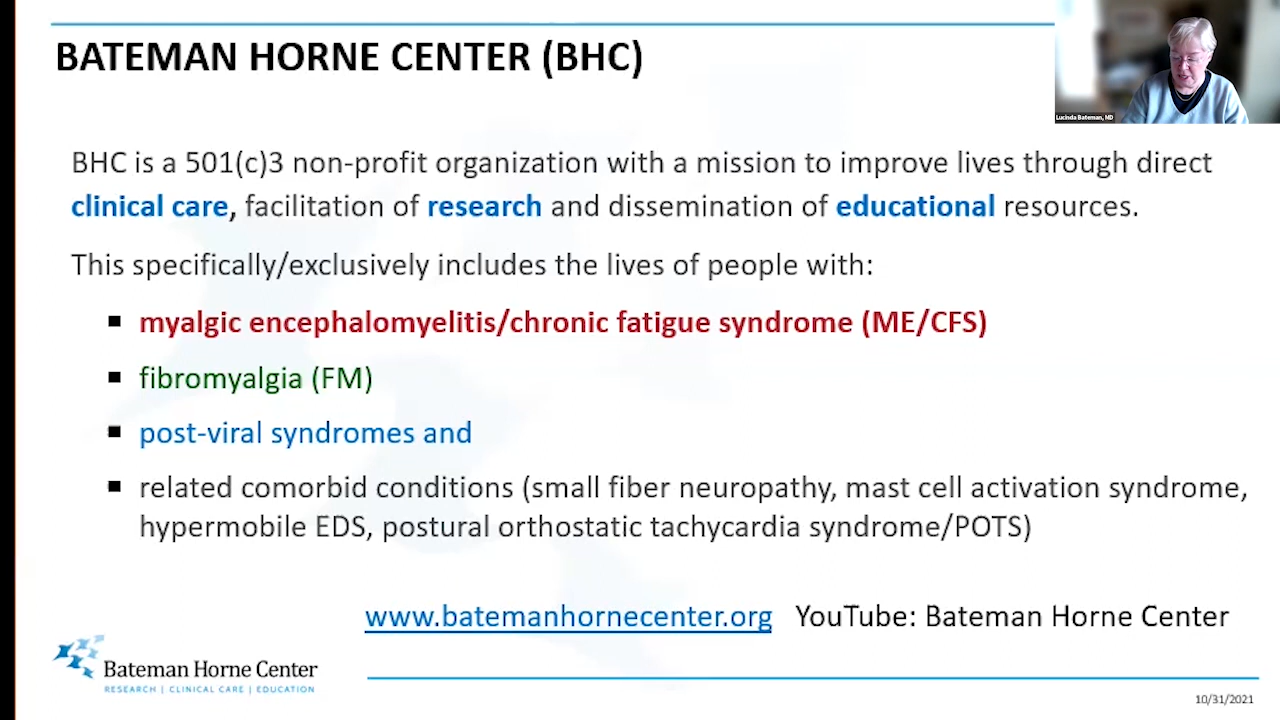 BATEMAN HORNE CENTER (BHC)
Lucinda Bateman, MD
BHC is a 501(c)3 non-profit organization with a mission to improve lives through direct
clinical care, facilitation of research and dissemination of educational resources.
This specifically/exclusively includes the lives of people with:
▪ myalgic encephalomyelitis/chronic fatigue syndrome (ME/CFS)
▪ fibromyalgia (FM)
▪ post-viral syndromes and
▪ related comorbid conditions (small fiber neuropathy, mast cell activation syndrome,
hypermobile EDS, postural orthostatic tachycardia syndrome/POTS)
www.batemanhornecenter.org YouTube: Bateman Horne Center
Bateman Horne Center
RESEARCH | CLINICAL CARE | EDUCATION
10/31/2021